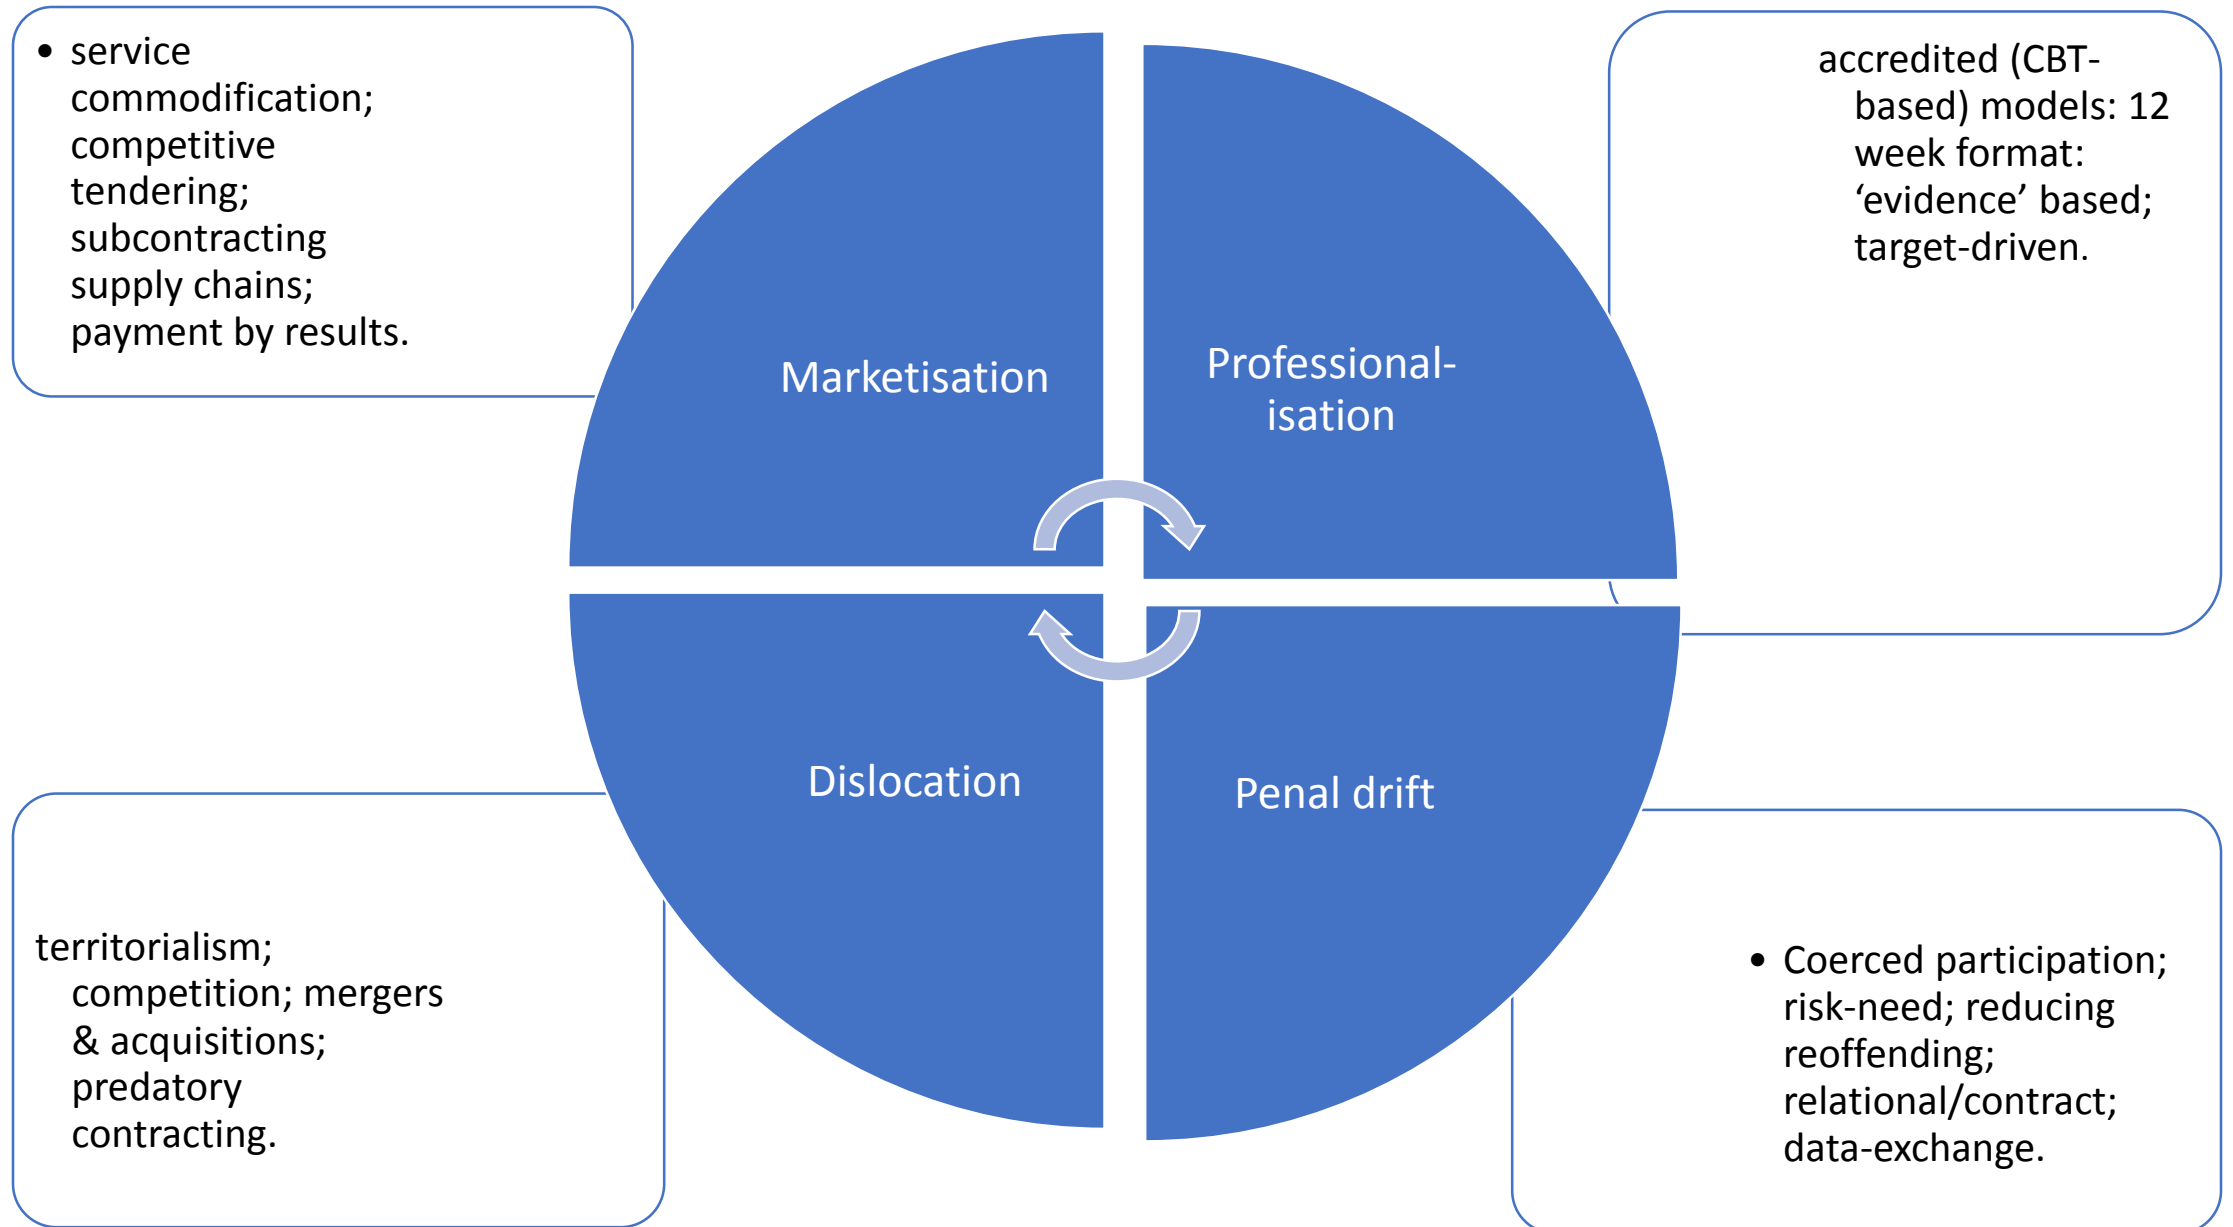 • service
commodification;
competitive
tendering;
subcontracting
supply chains;
payment by results.
Marketisation
Professional-
isation
accredited (CBT-
based) models: 12
week format:
‘evidence’ based;
target-driven.
territorialism;
competition; mergers
& acquisitions;
predatory
contracting.
Dislocation
Penal drift
• Coerced participation;
risk-need; reducing
reoffending;
relational/contract;
data-exchange.